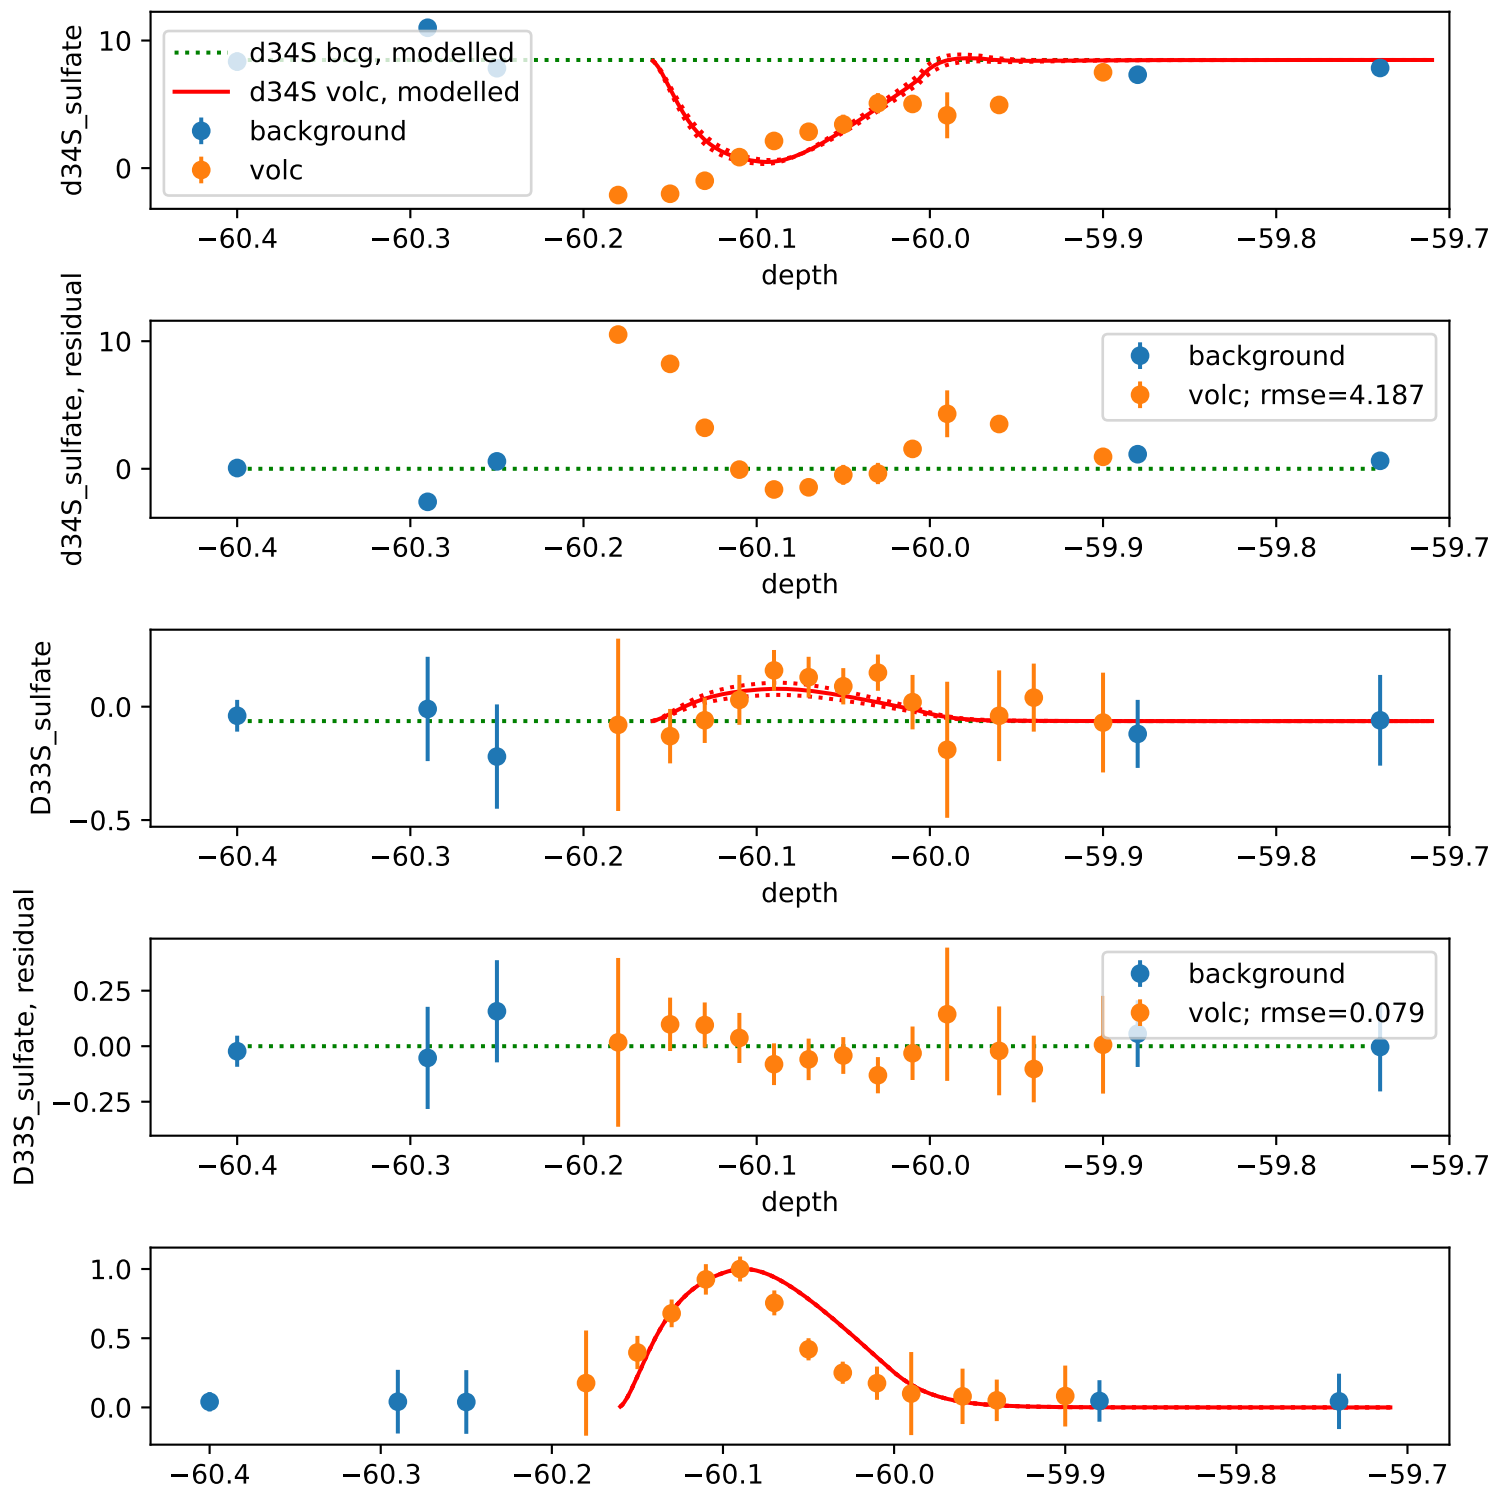 d34S_sulfate
10
0
d34S bcg, modelled
d34S volc, modelled
background
volc
−60.4 −60.3 −60.2 −60.1 −60.0 −59.9 −59.8 −59.7
depth
d34S_sulfate, residual
10
0
background
volc; rmse=4.187
−60.4 −60.3 −60.2 −60.1 −60.0 −59.9 −59.8 −59.7
depth
D33S_sulfate
0.0
−0.5
−60.4 −60.3 −60.2 −60.1 −60.0 −59.9 −59.8 −59.7
depth
D33S_sulfate, residual
0.25
0.00
−0.25
background
volc; rmse=0.079
−60.4 −60.3 −60.2 −60.1 −60.0 −59.9 −59.8 −59.7
depth
1.0
0.5
0.0
−60.4 −60.3 −60.2 −60.1 −60.0 −59.9 −59.8 −59.7